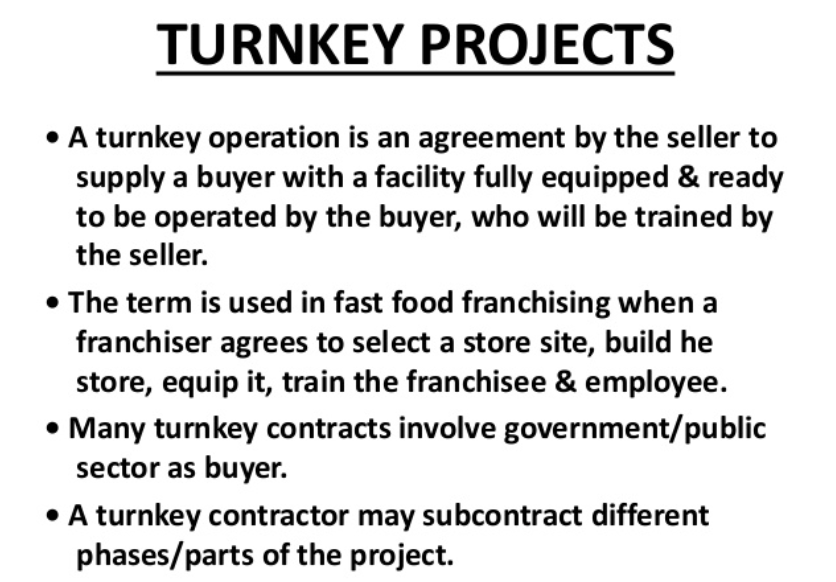 TURNKEY PROJECTS
• A turnkey operation is an agreement by the seller to
supply a buyer with a facility fully equipped & ready
to be operated by the buyer, who will be trained by
the seller.
• The term is used in fast food franchising when a
franchiser agrees to select a store site, build he
store, equip it, train the franchisee & employee.
• Many turnkey contracts involve government/public
sector as buyer.
• A turnkey contractor may subcontract different
phases/parts of the project.